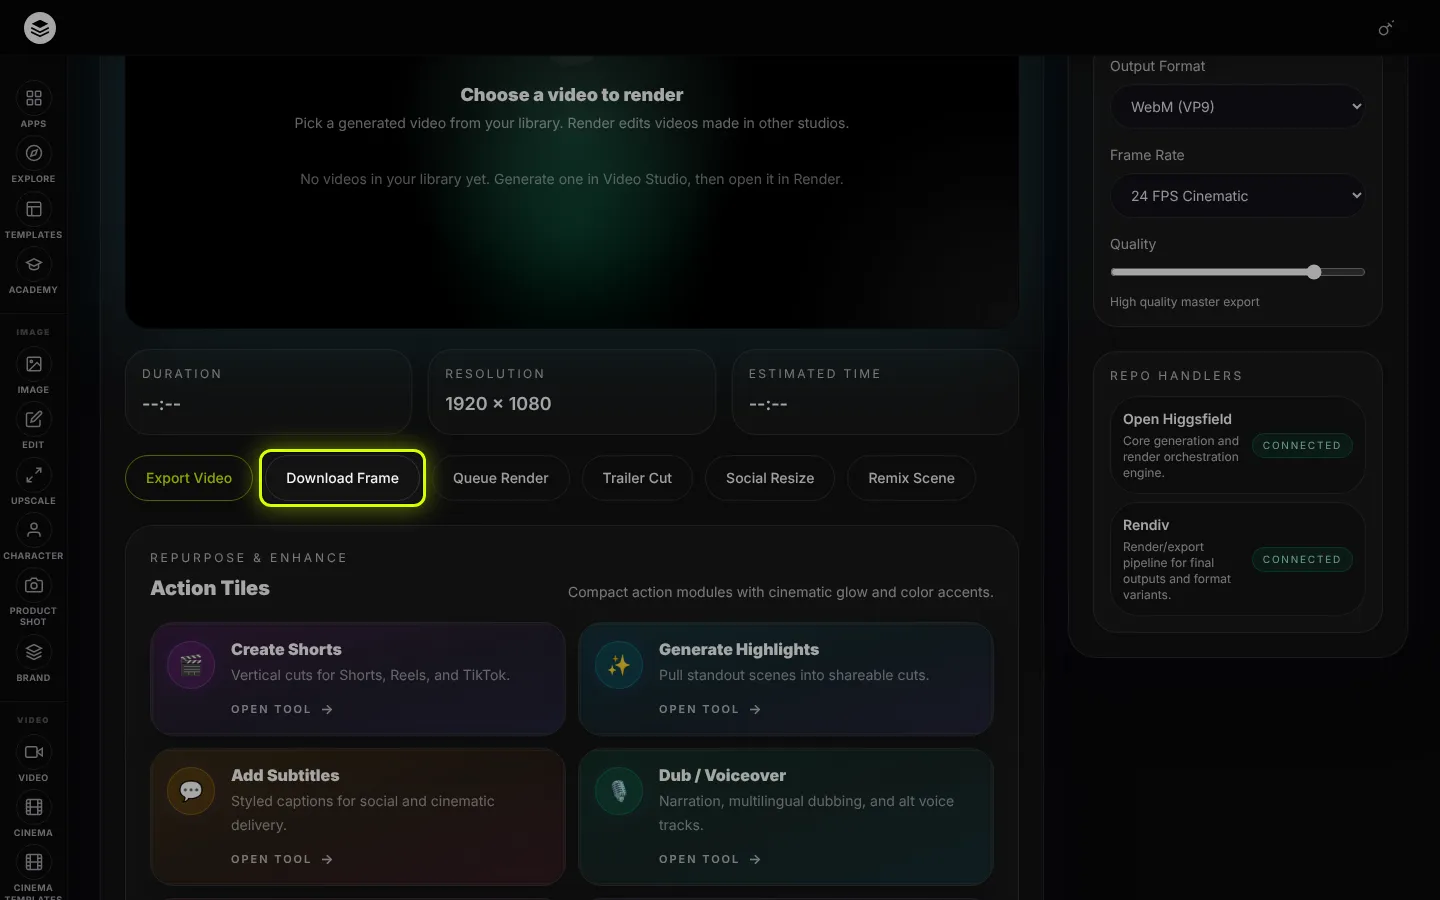 APPS
EXPLORE
TEMPLATES
ACADEMY
IMAGE
IMAGE
EDIT
UPSCALE
CHARACTER
PRODUCT
SHOT
BRAND
VIDEO
VIDEO
CINEMA
CINEMA
TEMPLATES
Choose a video to render
Pick a generated video from your library. Render edits videos made in other studios.
No videos in your library yet. Generate one in Video Studio, then open it in Render.
DURATION
--:--
RESOLUTION
1920 × 1080
ESTIMATED TIME
--:--
Export Video
Download Frame
Queue Render
Trailer Cut
Social Resize
Remix Scene
REPURPOSE & ENHANCE
Action Tiles
Compact action modules with cinematic glow and color accents.
Create Shorts
Vertical cuts for Shorts, Reels, and TikTok.
OPEN TOOL →
Generate Highlights
Pull standout scenes into shareable cuts.
OPEN TOOL →
Add Subtitles
Styled captions for social and cinematic
delivery.
OPEN TOOL →
Dub / Voiceover
Narration, multilingual dubbing, and alt voice
tracks.
OPEN TOOL →
Output Format
WebM (VP9)
Frame Rate
24 FPS Cinematic
Quality
High quality master export
REPO HANDLERS
Open Higgsfield
Core generation and
render orchestration
engine.
CONNECTED
Rendiv
Render/export
pipeline for final
outputs and format
variants.
CONNECTED